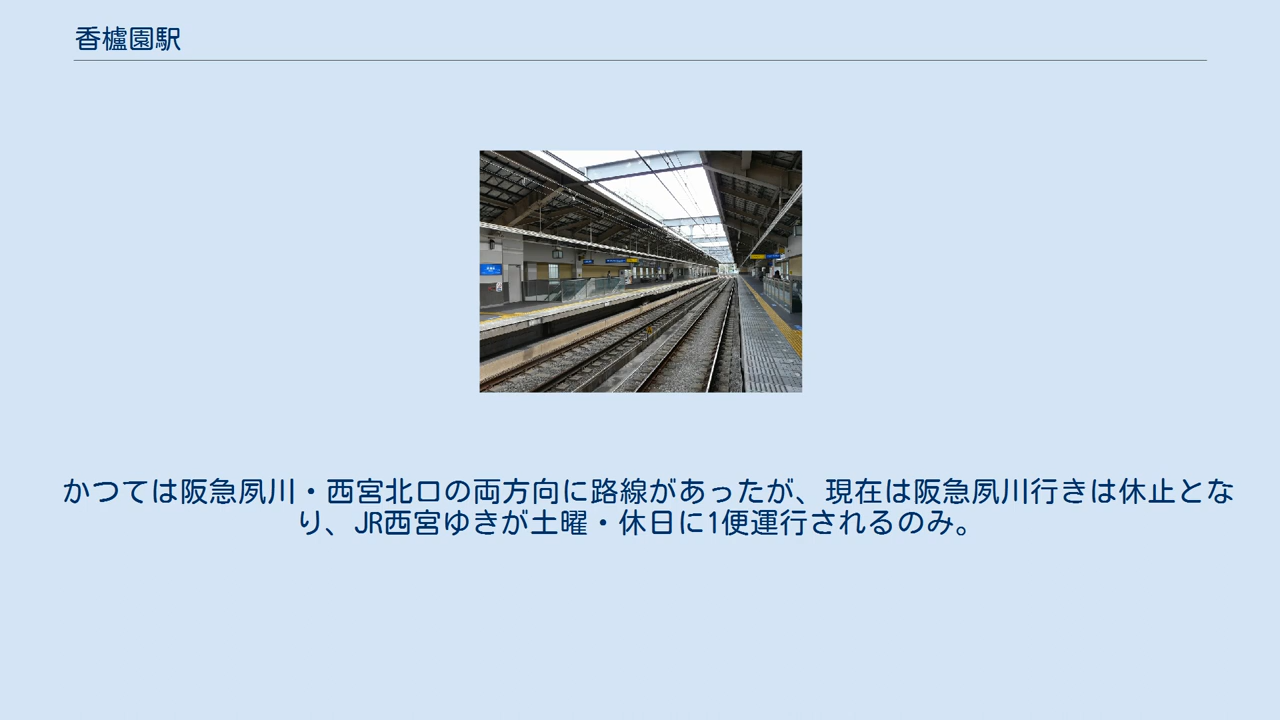 香櫨園駅
かつては阪急夙川・西宮北口の両方向に路線があったが、現在は阪急夙川行きは休止とな
り、JR西宮ゆきが土曜・休日に1便運行されるのみ。